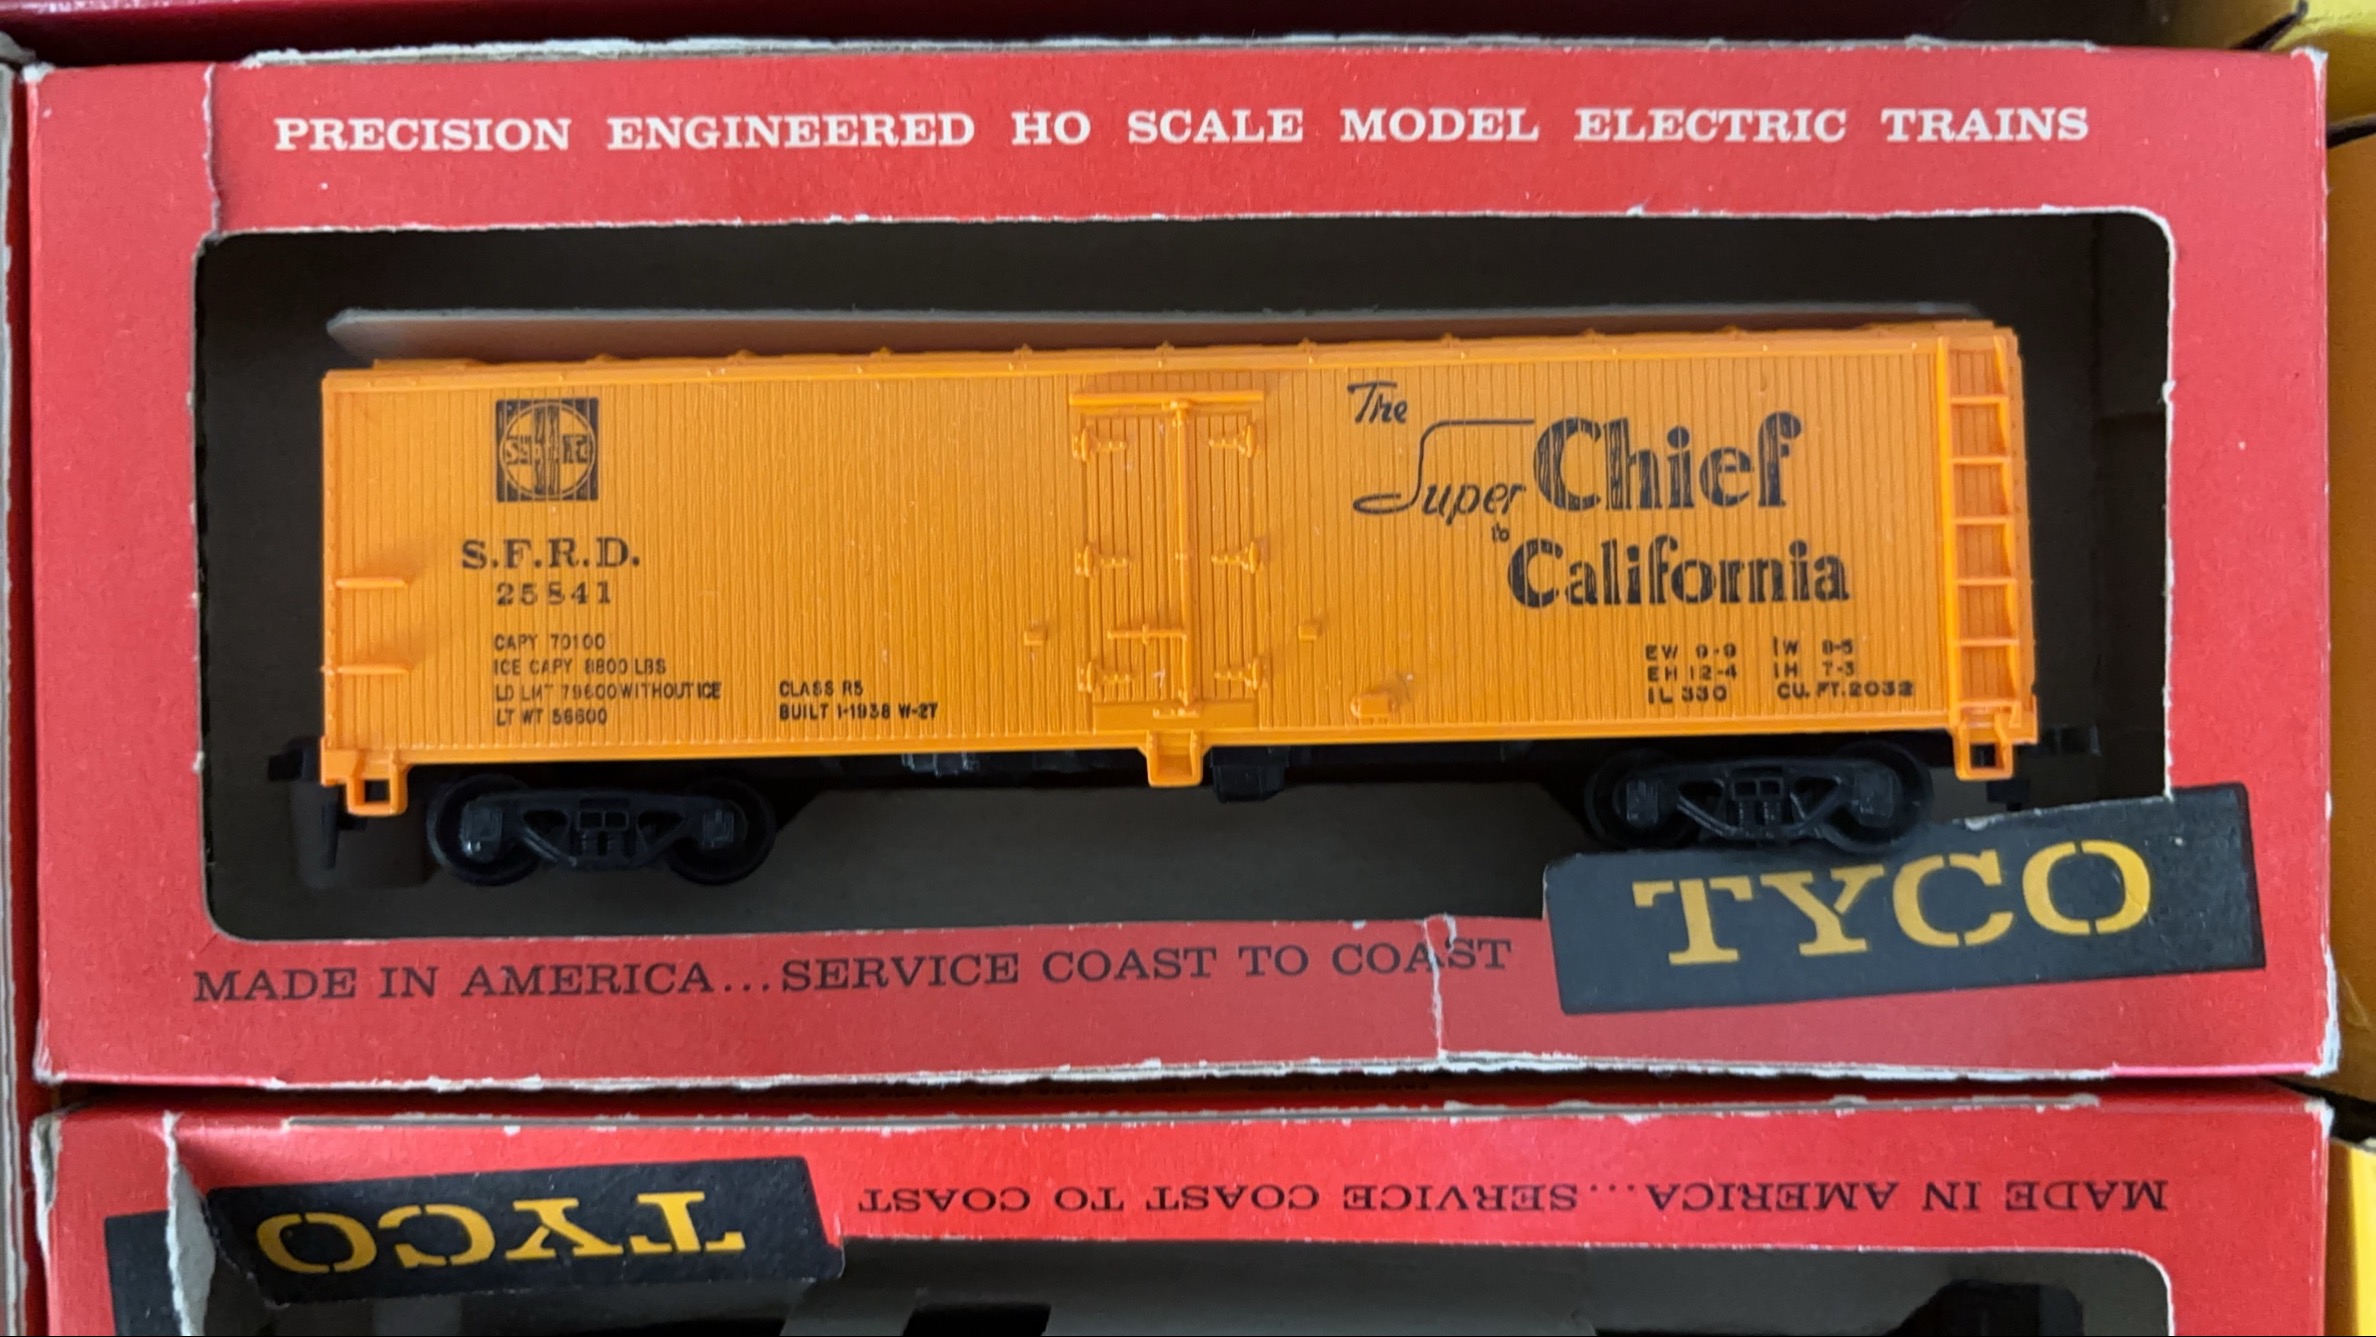 PRECISION ENGINEERED HO SCALE MODEL ELECTRIC TRAINS
Santa Fe
The
Super Chief
to
California
S.F.R.D.
25841
CAPY 70100
ICE CAPY 8800 LBS
LD LMT 79600 WITHOUT ICE
LT WT 56600
CLASS R5
BUILT 1-1938 W-27
EW 9-9 IW 8-5
EH 12-4 IH 7-3
IL 330 CU. FT. 2032
MADE IN AMERICA...SERVICE COAST TO COAST
TYCO
MADE IN AMERICA...SERVICE COAST TO COAST
TYCO